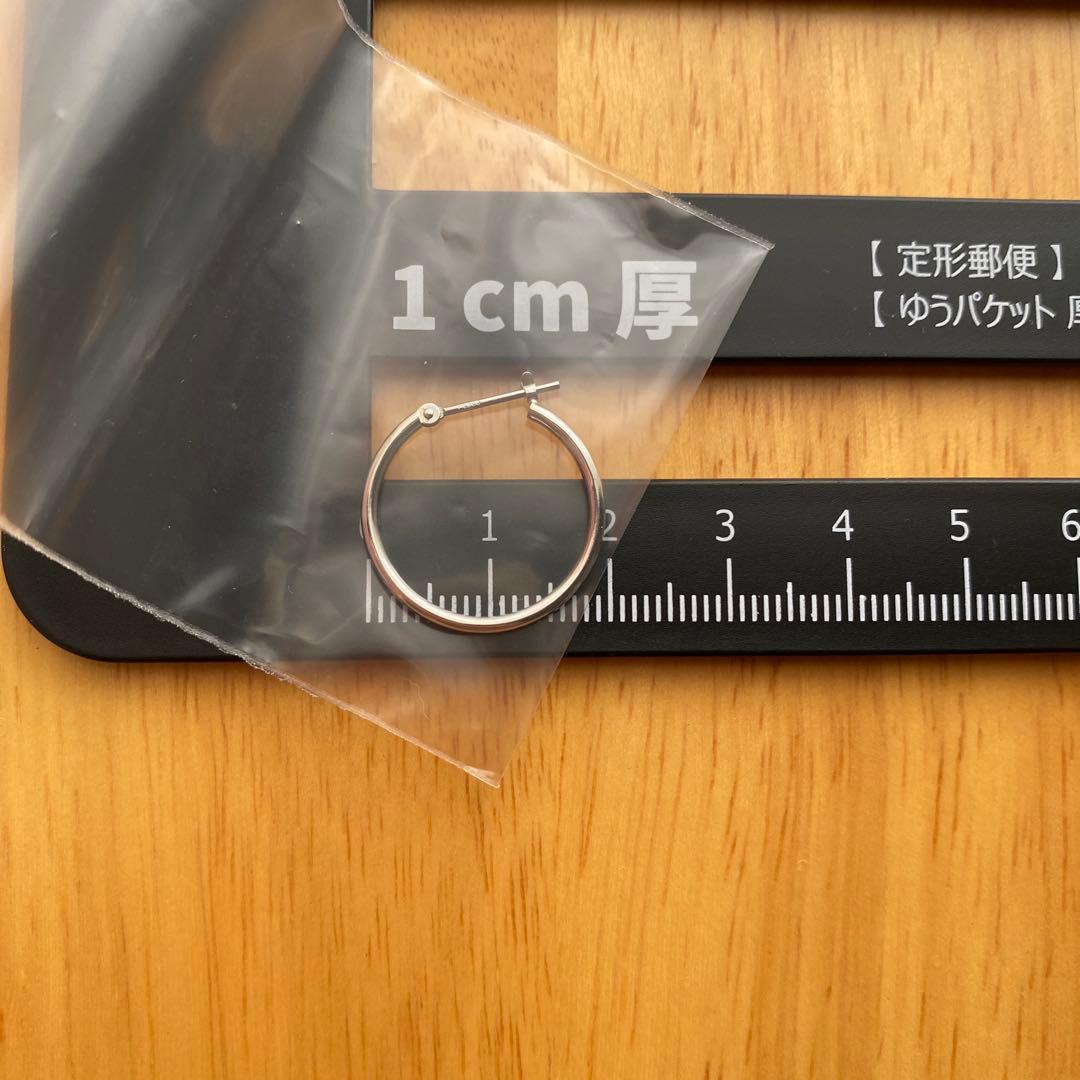 1 cm 厚
【 定形郵便 】
【 ゆうパケット 厚
1 2 3 4 5 6